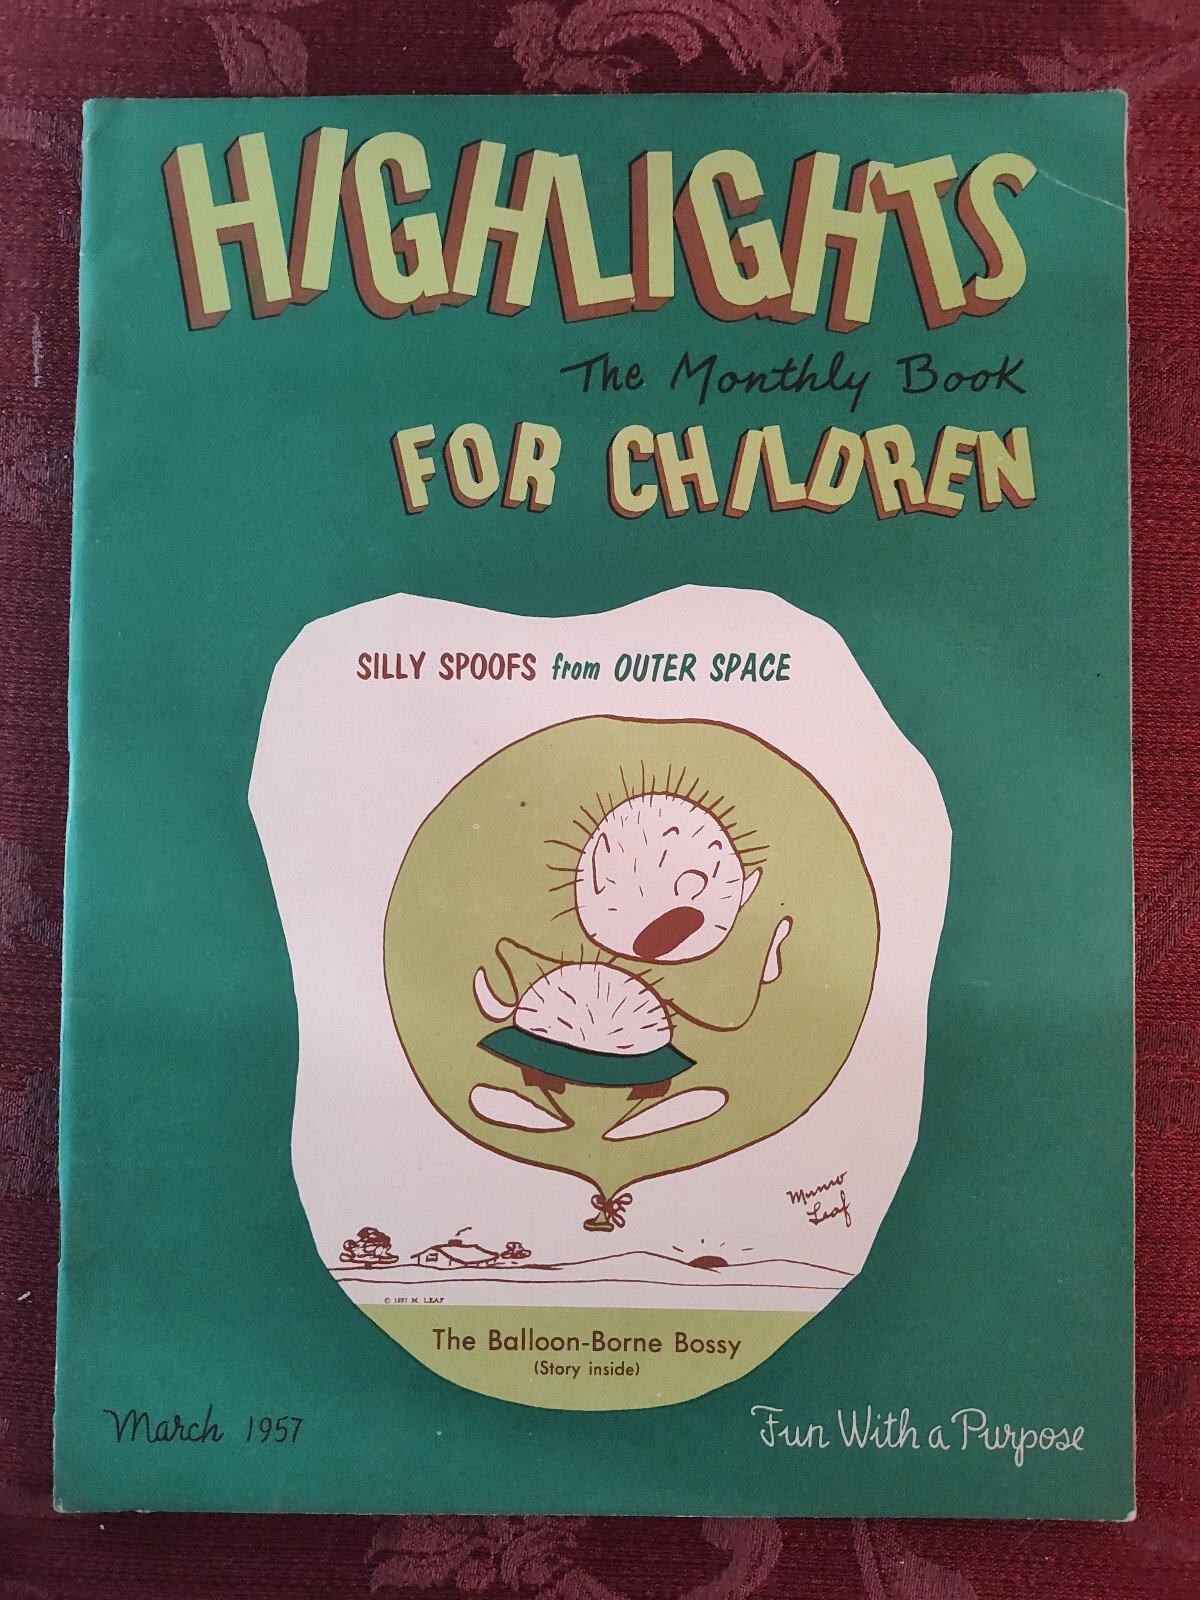 HIGHLIGHTS
The Monthly Book
FOR CHILDREN
SILLY SPOOFS from OUTER SPACE
Munro
Leaf
© 1957 M. LEAF
The Balloon-Borne Bossy
(Story inside)
March 1957
Fun With a Purpose